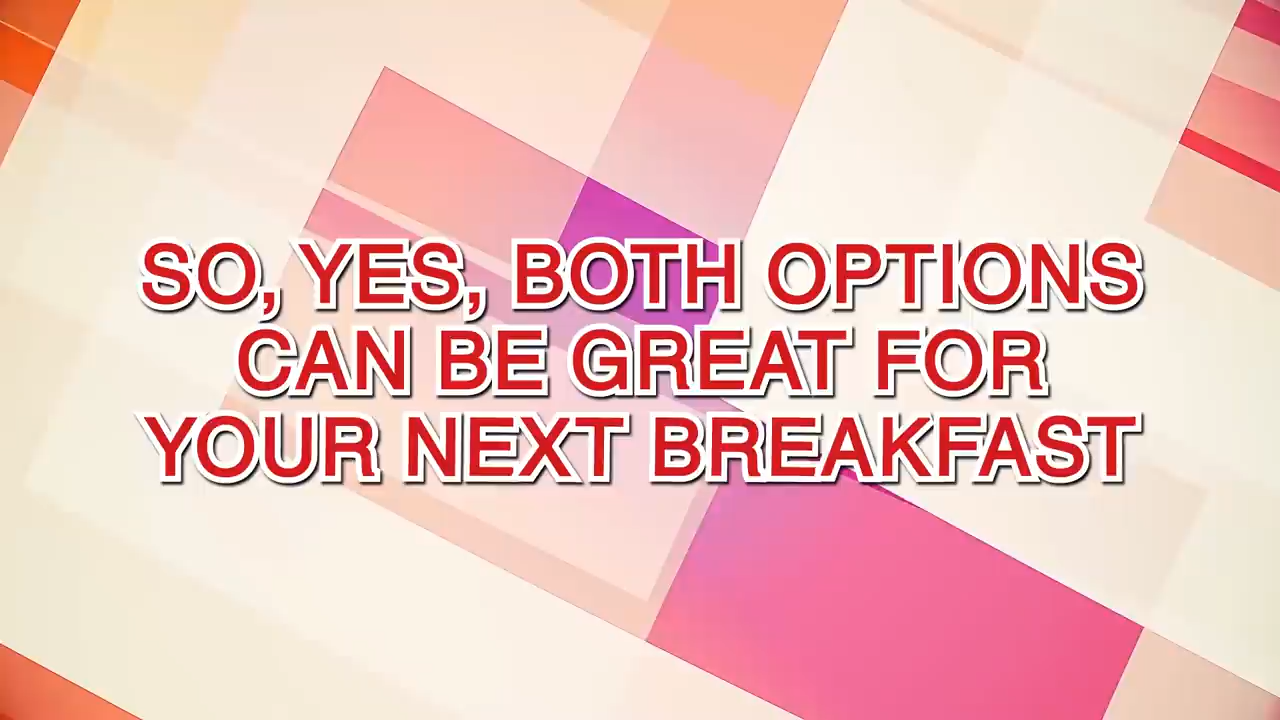 SO, YES, BOTH OPTIONS
CAN BE GREAT FOR
YOUR NEXT BREAKFAST